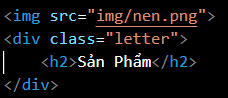 <img src="img/nen.png">
<div class="letter">
<h2>Sản Phẩm</h2>
</div>